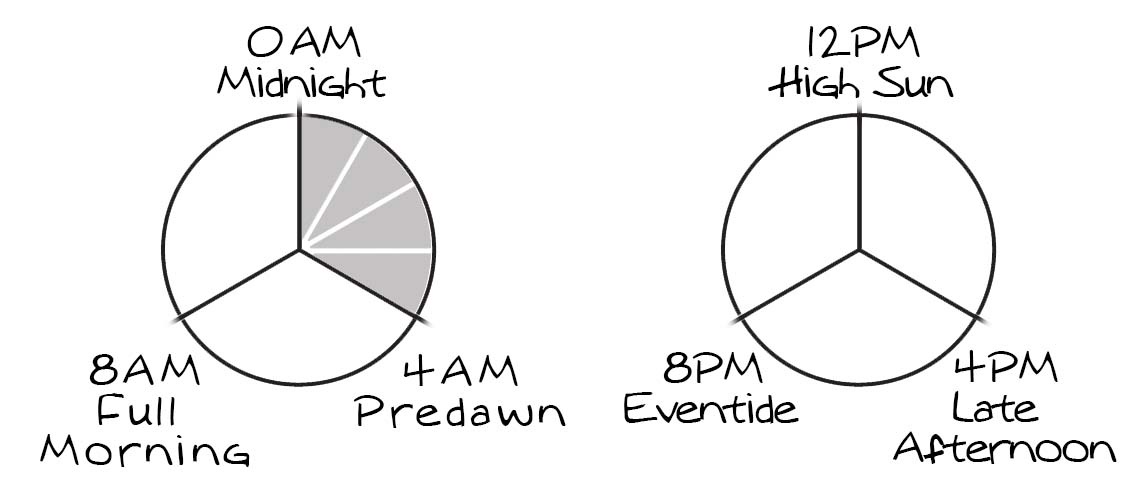 0AM
Midnight
8AM
Full
Morning
4AM
Predawn
12PM
High Sun
8PM
Eventide
4PM
Late
Afternoon